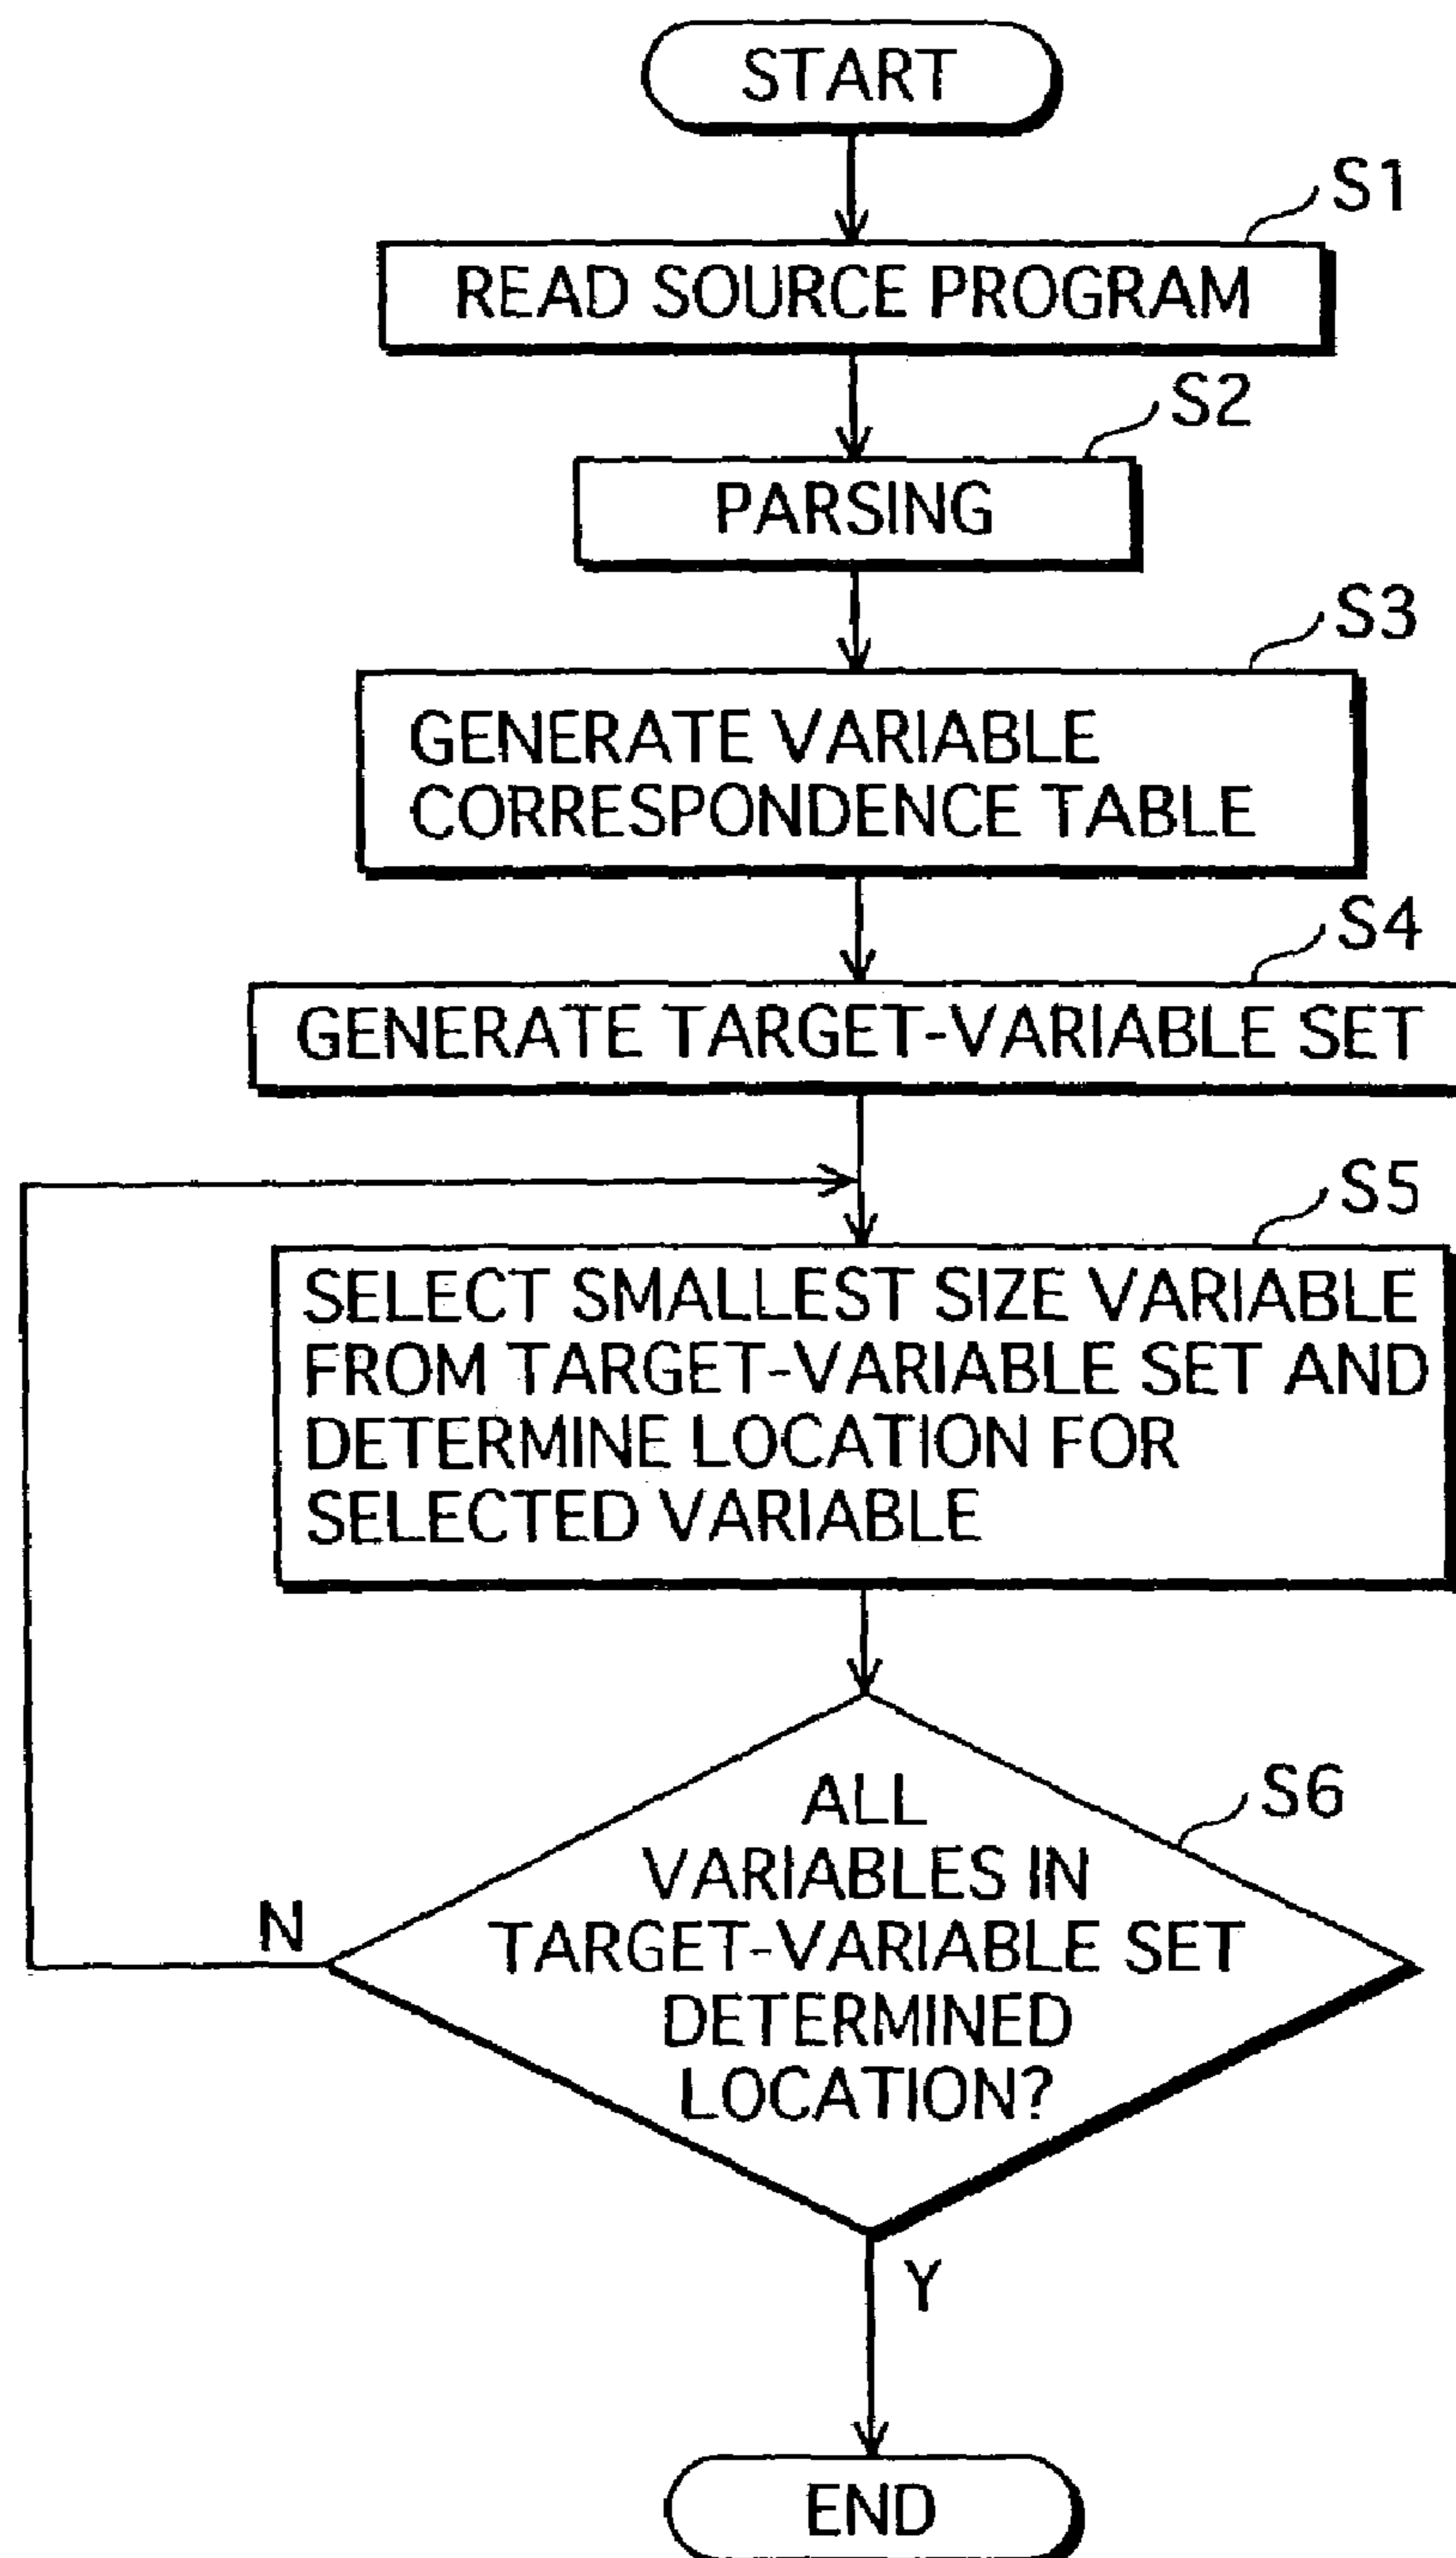 START
S1
READ SOURCE PROGRAM
S2
PARSING
S3
GENERATE VARIABLE
CORRESPONDENCE TABLE
S4
GENERATE TARGET-VARIABLE SET
S5
SELECT SMALLEST SIZE VARIABLE
FROM TARGET-VARIABLE SET AND
DETERMINE LOCATION FOR
SELECTED VARIABLE
S6
ALL
VARIABLES IN
TARGET-VARIABLE SET
DETERMINED
LOCATION?
N
Y
END